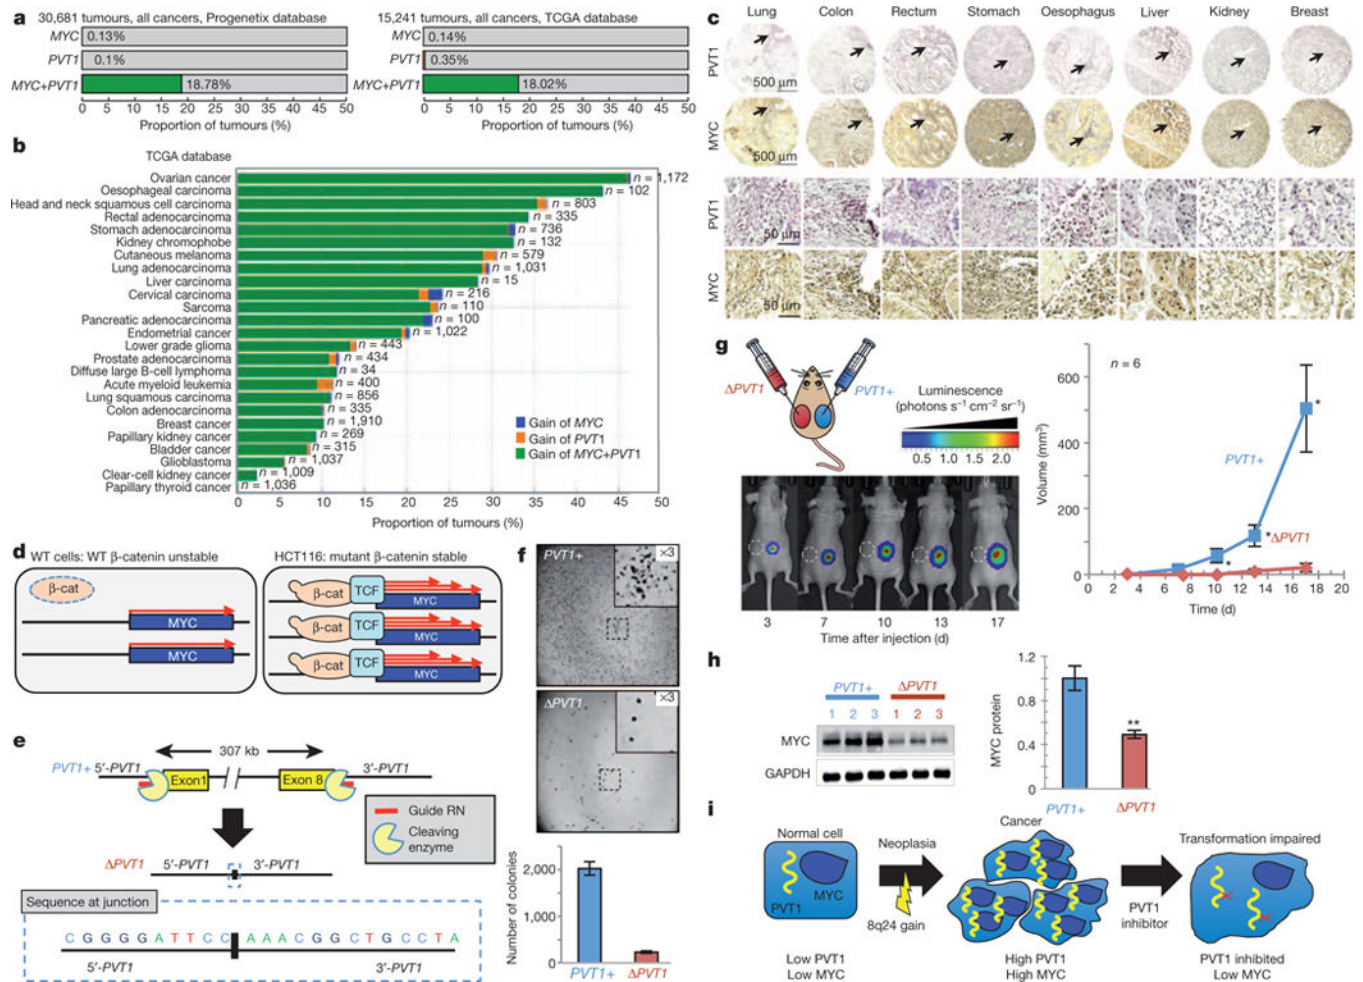 a
30,681 tumours, all cancers, Progenetix database
MYC 0.13%
PVT1 0.1%
MYC+PVT1 18.78%
0 5 10 15 20 25 30 35 40 45 50
Proportion of tumours (%)
15,241 tumours, all cancers, TCGA database
MYC 0.14%
PVT1 0.35%
MYC+PVT1 18.02%
0 5 10 15 20 25 30 35 40 45 50
Proportion of tumours (%)
b
TCGA database
Ovarian cancer n = 1,172
Oesophageal carcinoma n = 102
Head and neck squamous cell carcinoma n = 803
Rectal adenocarcinoma n = 335
Stomach adenocarcinoma n = 736
Kidney chromophobe n = 132
Cutaneous melanoma n = 579
Lung adenocarcinoma n = 1,031
Liver carcinoma n = 15
Cervical carcinoma n = 216
Sarcoma n = 110
Pancreatic adenocarcinoma n = 100
Endometrial cancer n = 1,022
Lower grade glioma n = 443
Prostate adenocarcinoma n = 434
Diffuse large B-cell lymphoma n = 34
Acute myeloid leukemia n = 400
Lung squamous carcinoma n = 856
Colon adenocarcinoma n = 335
Breast cancer n = 1,910
Papillary kidney cancer n = 269
Bladder cancer n = 315
Glioblastoma n = 1,037
Clear-cell kidney cancer n = 1,009
Papillary thyroid cancer n = 1,036
Gain of MYC
Gain of PVT1
Gain of MYC+PVT1
0 5 10 15 20 25 30 35 40 45 50
Proportion of tumours (%)
c
Lung Colon Rectum Stomach Oesophagus Liver Kidney Breast
PVT1
500 μm
MYC
500 μm
PVT1
50 μm
MYC
50 μm
d
WT cells: WT β-catenin unstable
β-cat
MYC
MYC
HCT116: mutant β-catenin stable
β-cat TCF MYC
β-cat TCF MYC
β-cat TCF MYC
e
307 kb
PVT1+ 5′-PVT1 Exon1 Exon 8 3′-PVT1
Guide RN
Cleaving
enzyme
ΔPVT1 5′-PVT1 3′-PVT1
Sequence at junction
C G G G G A T T C C A A A C G G C T G C C T A
5′-PVT1 3′-PVT1
f
PVT1+ ×3
ΔPVT1 ×3
Number of colonies
2,000
1,000
0
PVT1+ ΔPVT1
g
ΔPVT1 PVT1+
Luminescence
(photons s⁻¹ cm⁻² sr⁻¹)
0.5 1.0 1.5 2.0
3 7 10 13 17
Time after injection (d)
n = 6
Volume (mm³)
600
400
200
0
PVT1+
*
*
ΔPVT1
*
0 2 4 6 8 10 12 14 16 18 20
Time (d)
h
PVT1+ ΔPVT1
1 2 3 1 2 3
MYC
GAPDH
MYC protein
1.2
0.8
0.4
0
**
PVT1+ ΔPVT1
i
Normal cell
PVT1 MYC
Low PVT1
Low MYC
Neoplasia
8q24 gain
Cancer
High PVT1
High MYC
PVT1
inhibitor
Transformation impaired
PVT1 inhibited
Low MYC